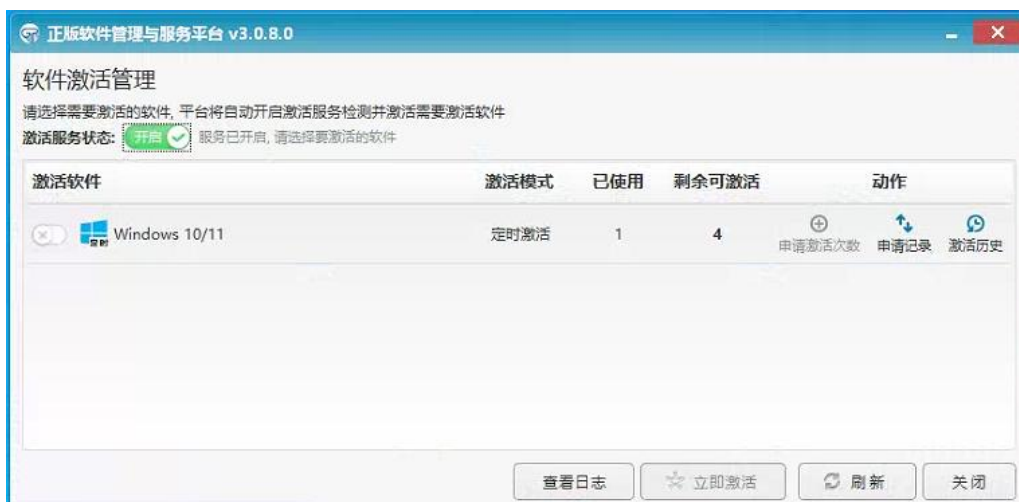 正版软件管理与服务平台 v3.0.8.0
软件激活管理
请选择需要激活的软件, 平台将自动开启激活服务检测并激活需要激活软件
激活服务状态: 开启 服务已开启, 请选择要激活的软件
激活软件 激活模式 已使用 剩余可激活 动作
定时 Windows 10/11 定时激活 1 4 申请激活次数 申请记录 激活历史
查看日志 立即激活 刷新 关闭